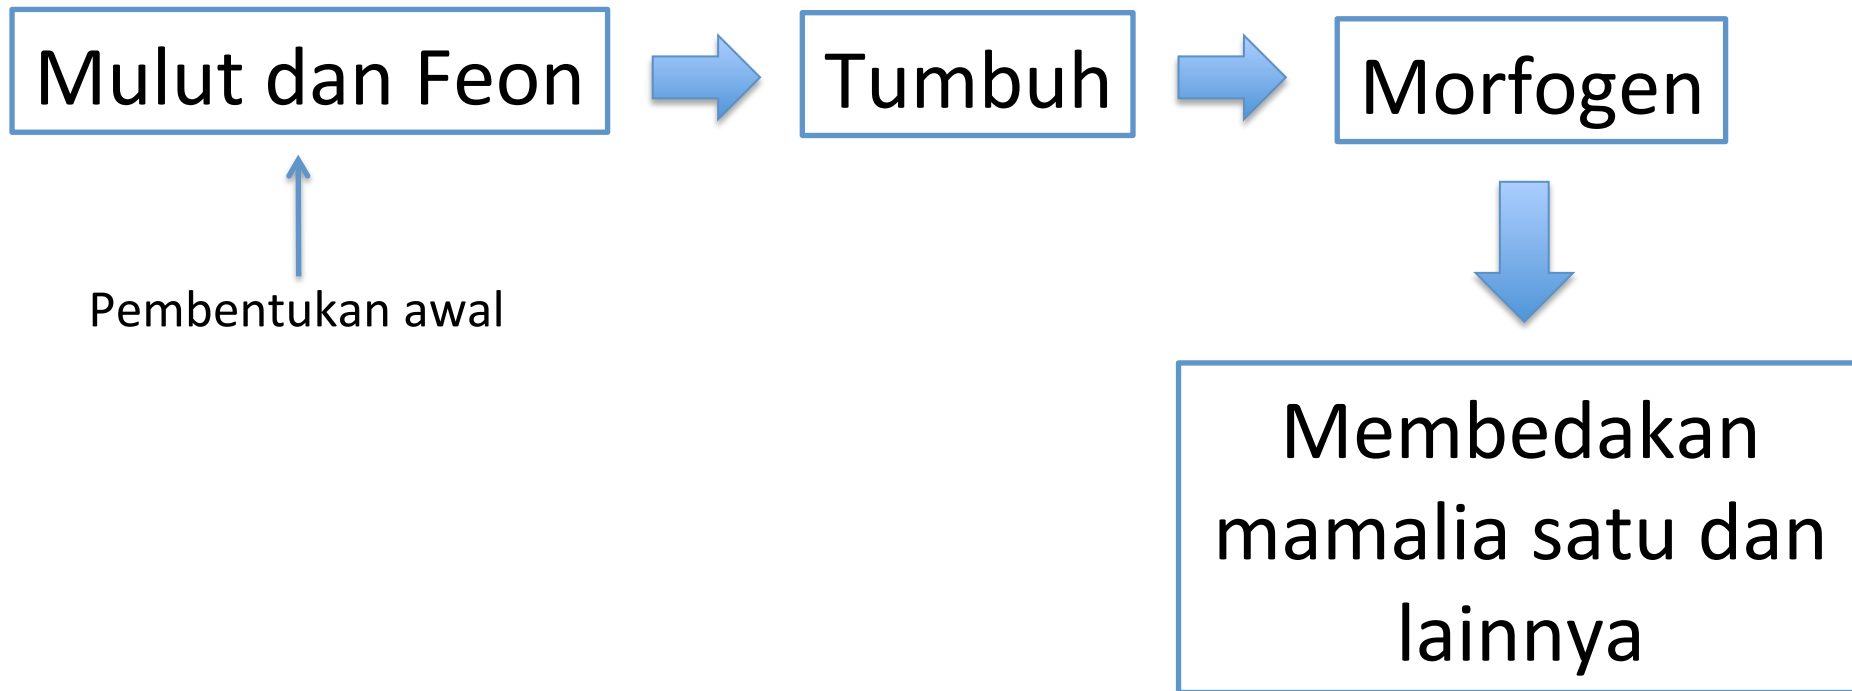 Mulut dan Feon
Tumbuh
Morfogen
Pembentukan awal
Membedakan
mamalia satu dan
lainnya